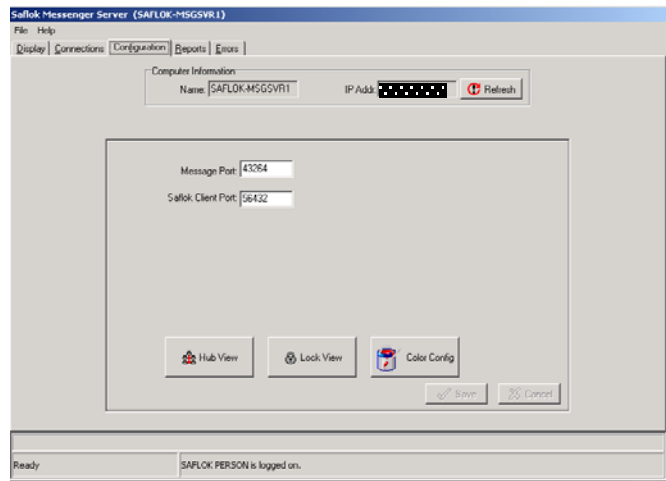 Saflok Messenger Server (SAFLOK-MSGSVR1)
File Help
Display Connections Configuration Reports Errors
Computer Information
Name: SAFLOK-MSGSVR1 IP Addr: Refresh
Message Port: 43264
Saflok Client Port: 56432
Hub View Lock View Color Config
Save Cancel
Ready SAFLOK PERSON is logged on.